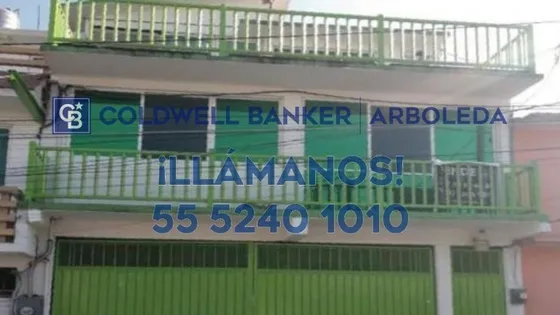 CB COLDWELL BANKER | ARBOLEDA
¡LLÁMANOS!
55 5240 1010